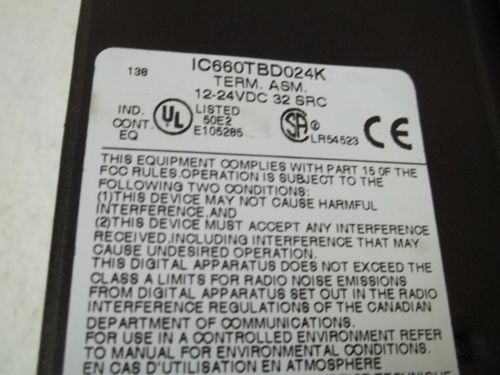 138 IC660TBD024K
TERM. ASM.
12-24VDC 32 SRC
IND. CONT. EQ
UL
LISTED
50E2
E105285
SA
LR54523
CE
THIS EQUIPMENT COMPLIES WITH PART 15 OF THE
FCC RULES.OPERATION IS SUBJECT TO THE
FOLLOWING TWO CONDITIONS:
(1)THIS DEVICE MAY NOT CAUSE HARMFUL
INTERFERENCE,AND
(2)THIS DEVICE MUST ACCEPT ANY INTERFERENCE
RECEIVED,INCLUDING INTERFERENCE THAT MAY
CAUSE UNDESIRED OPERATION.
THIS DIGITAL APPARATUS DOES NOT EXCEED THE
CLASS A LIMITS FOR RADIO NOISE EMISSIONS
FROM DIGITAL APPARATUS SET OUT IN THE RADIO
INTERFERENCE REGULATIONS OF THE CANADIAN
DEPARTMENT OF COMMUNICATIONS.
FOR USE IN A CONTROLLED ENVIRONMENT REFER
TO MANUAL FOR ENVIRONMENTAL CONDITIONS.
EN CAS D'UTILISATION EN ATMOSPHERE